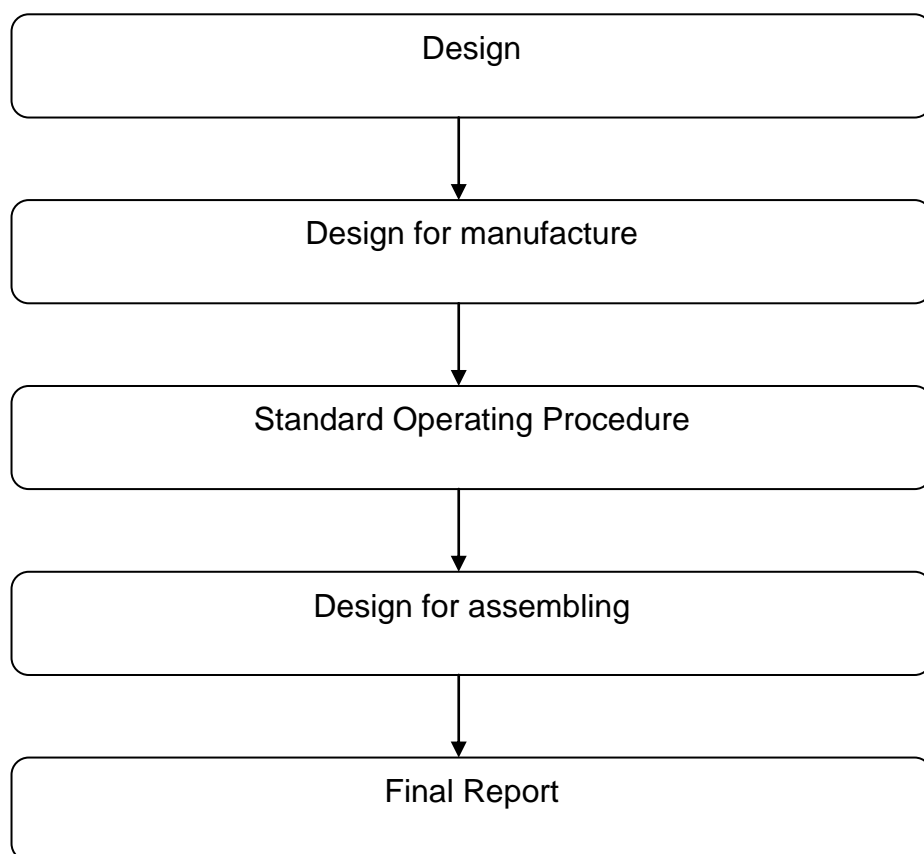 Design
Design for manufacture
Standard Operating Procedure
Design for assembling
Final Report